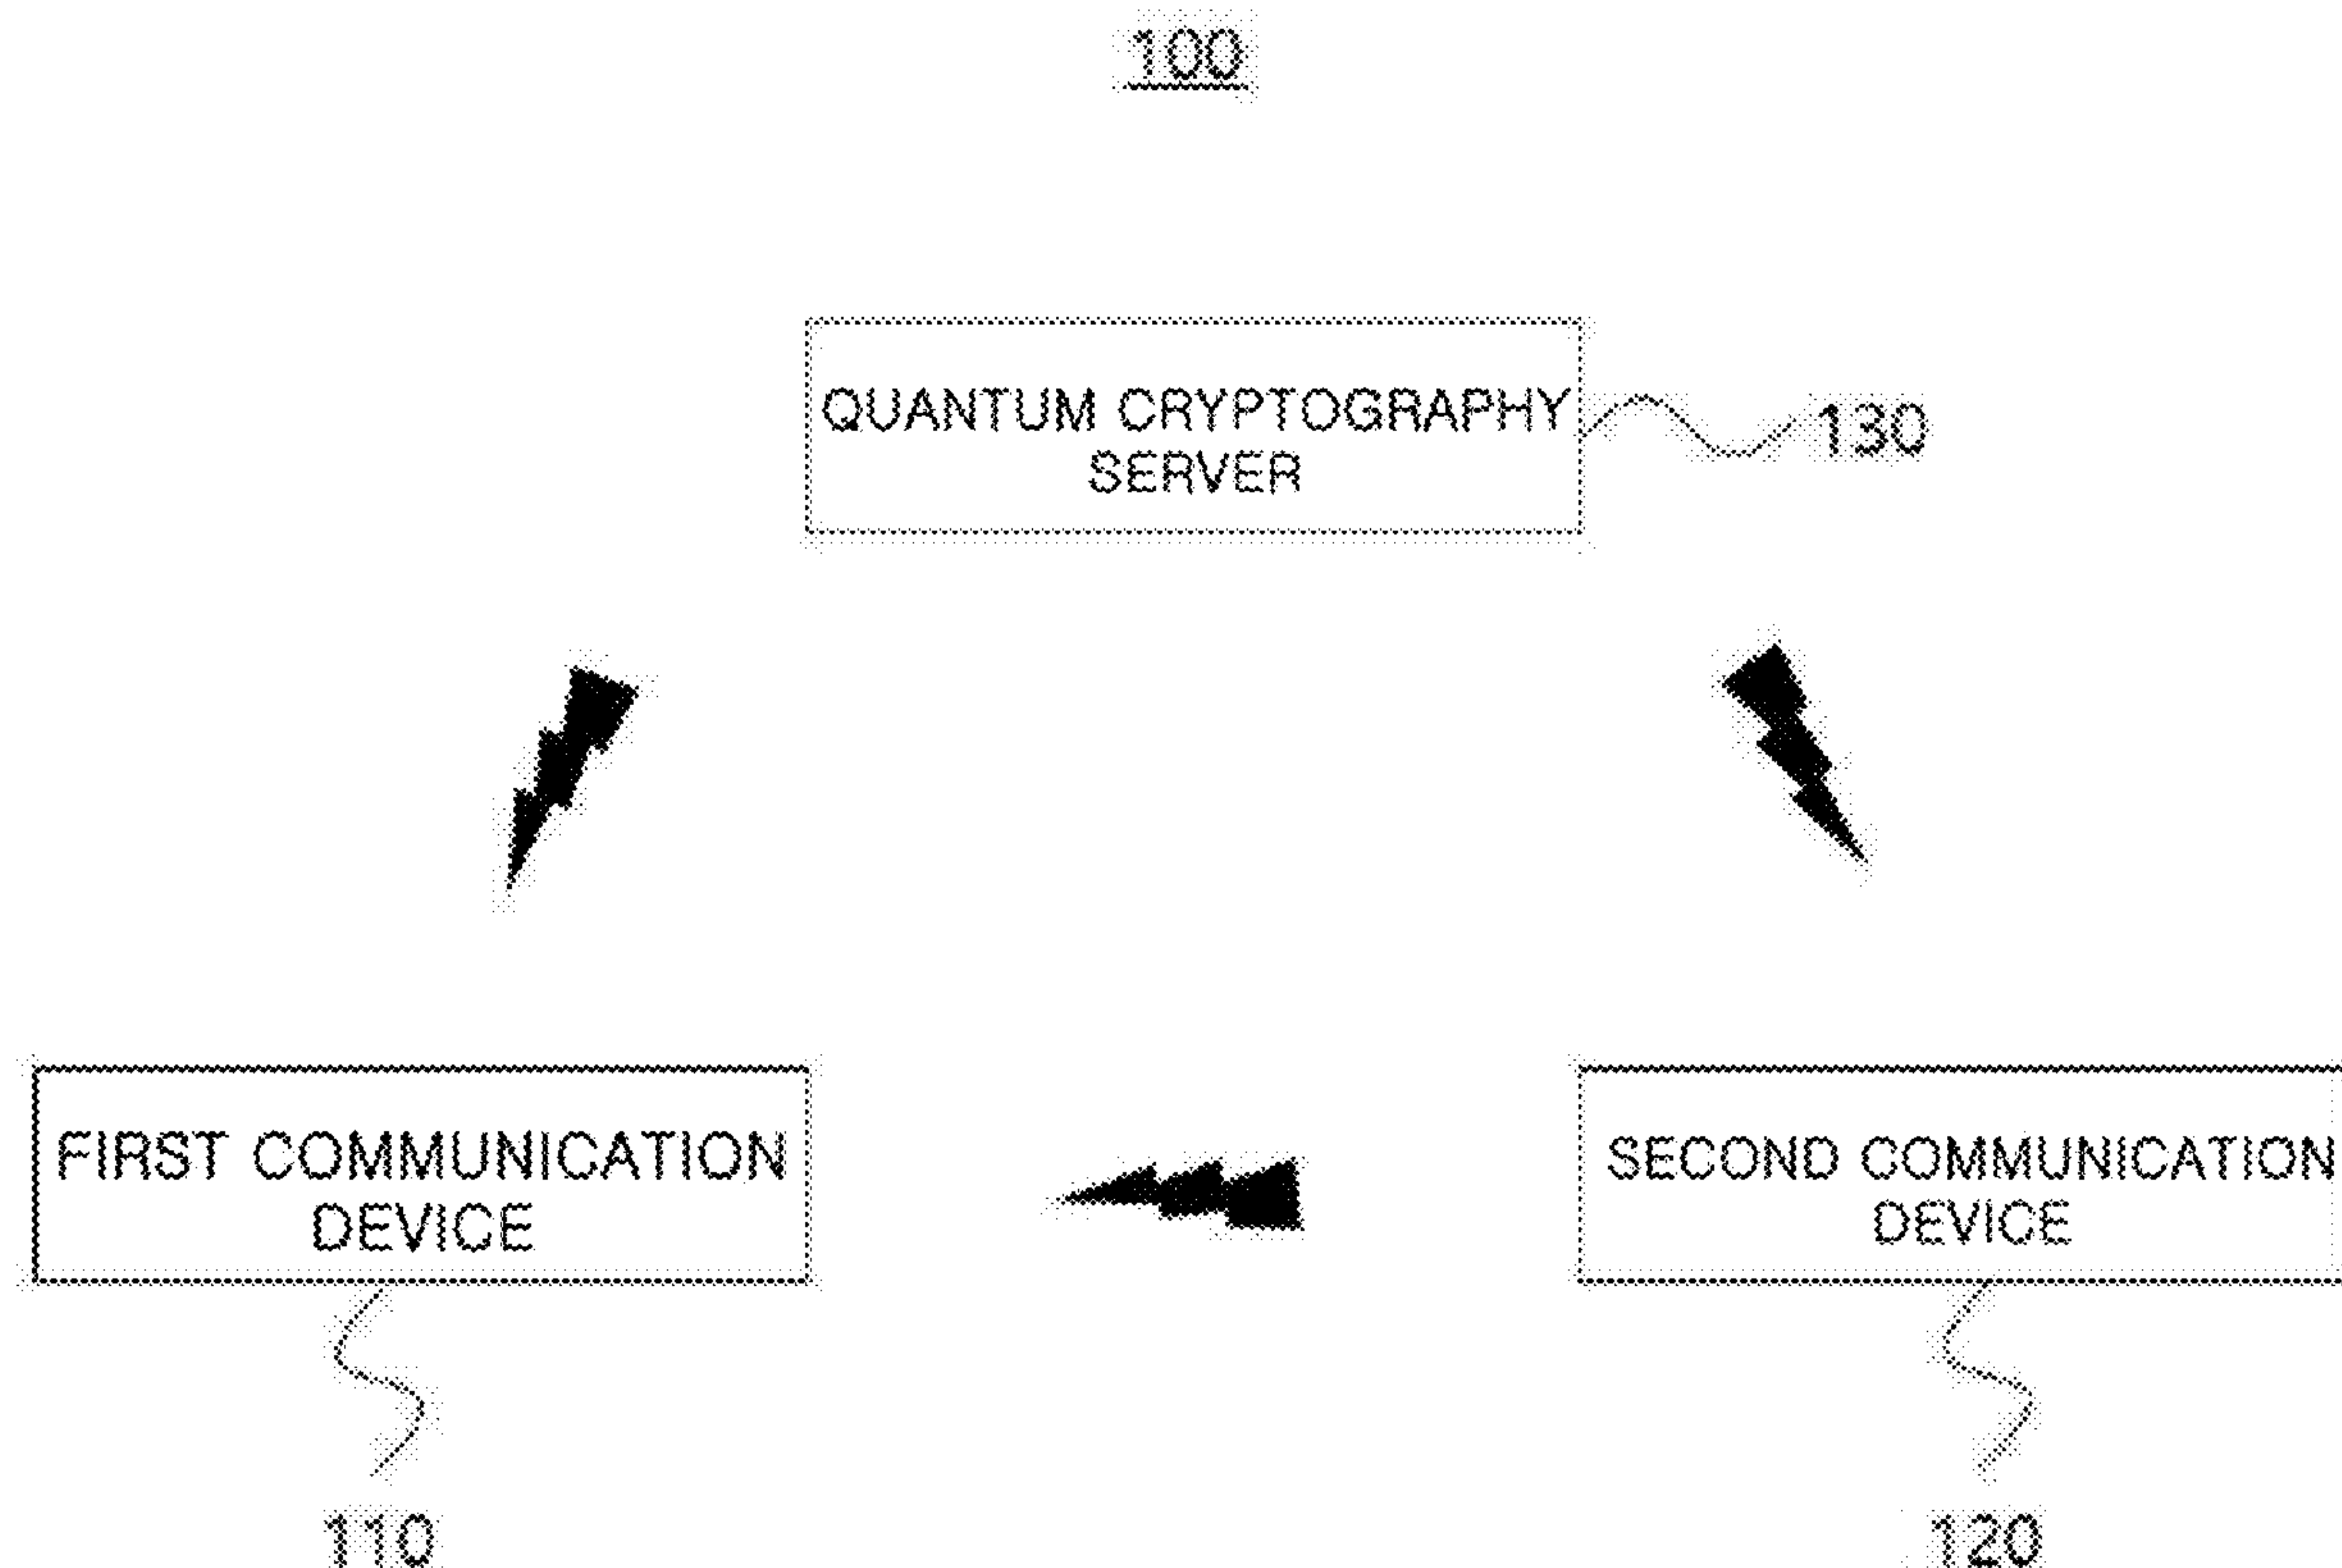 100
QUANTUM CRYPTOGRAPHY
SERVER
130
FIRST COMMUNICATION
DEVICE
SECOND COMMUNICATION
DEVICE
110
120